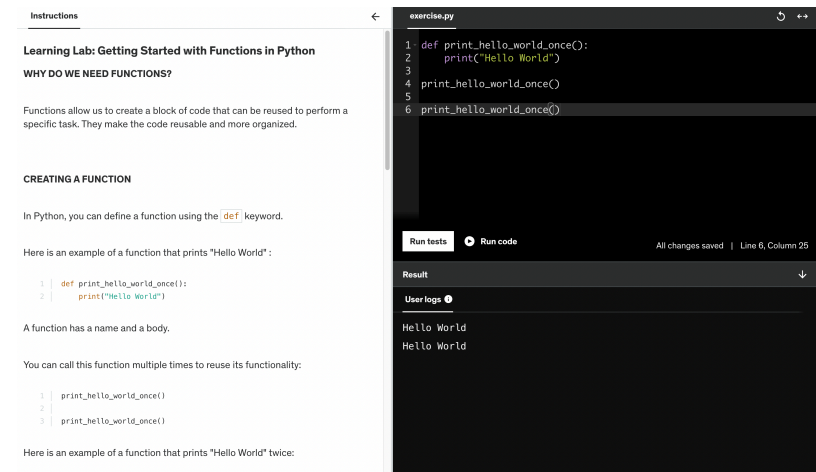 Instructions
Learning Lab: Getting Started with Functions in Python
WHY DO WE NEED FUNCTIONS?
Functions allow us to create a block of code that can be reused to perform a
specific task. They make the code reusable and more organized.
CREATING A FUNCTION
In Python, you can define a function using the def keyword.
Here is an example of a function that prints "Hello World" :
1 def print_hello_world_once():
2     print("Hello World")
A function has a name and a body.
You can call this function multiple times to reuse its functionality:
1 print_hello_world_once()
2
3 print_hello_world_once()
Here is an example of a function that prints "Hello World" twice:
exercise.py
1 def print_hello_world_once():
2     print("Hello World")
3
4 print_hello_world_once()
5
6 print_hello_world_once()
Run tests Run code All changes saved | Line 6, Column 25
Result
User logs
Hello World
Hello World